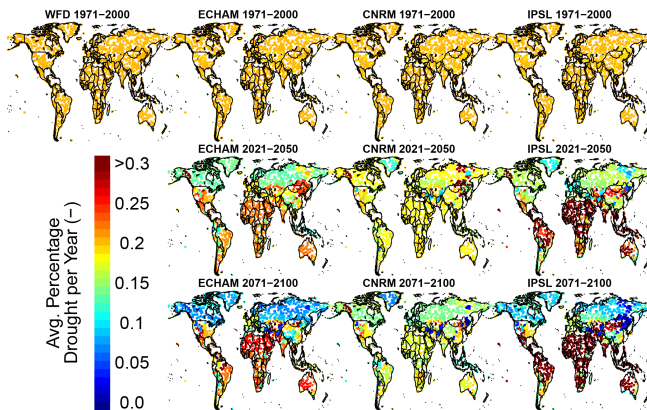 WFD 1971−2000
ECHAM 1971−2000
CNRM 1971−2000
IPSL 1971−2000
ECHAM 2021−2050
CNRM 2021−2050
IPSL 2021−2050
Avg. Percentage
Drought per Year (−)
>0.3
0.25
0.2
0.15
0.1
0.05
0.0
ECHAM 2071−2100
CNRM 2071−2100
IPSL 2071−2100